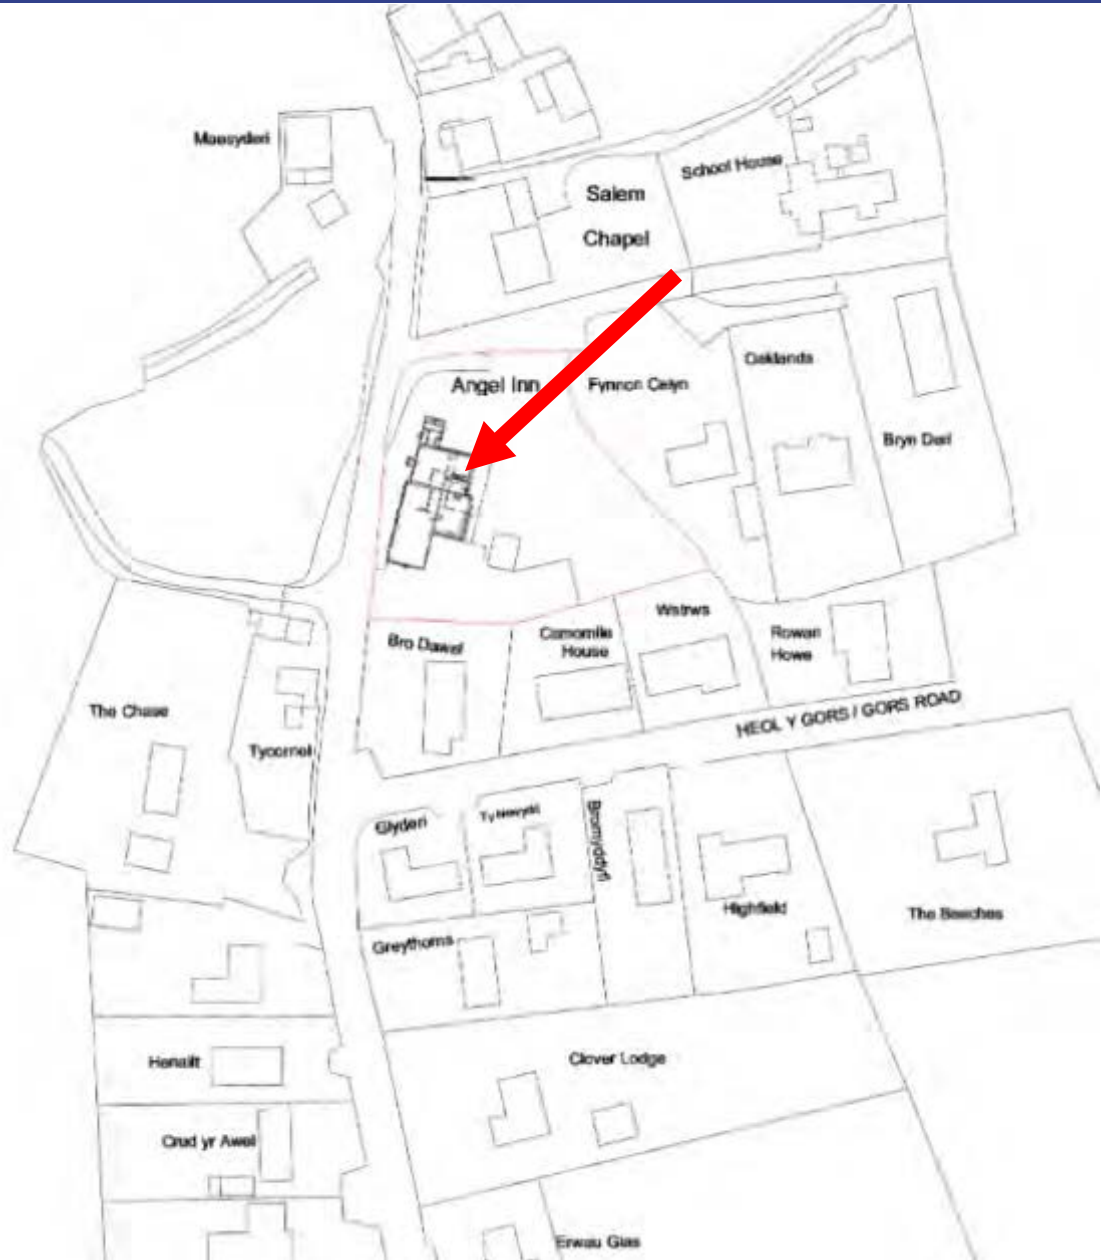 Maesyderi
School House
Salem
Chapel
Oaklands
Angel Inn
Fynnon Celyn
Bryn Deri
Wstrws
Camomile
House
Rowan
Howe
Bro Dawel
HEOL Y GORS / GORS ROAD
The Chase
Tycornel
Glyderi
Ty Newydd
Bromyddyfi
Highfield
The Beeches
Greythorns
Clover Lodge
Henallt
Crud yr Awel
Erwau Glas